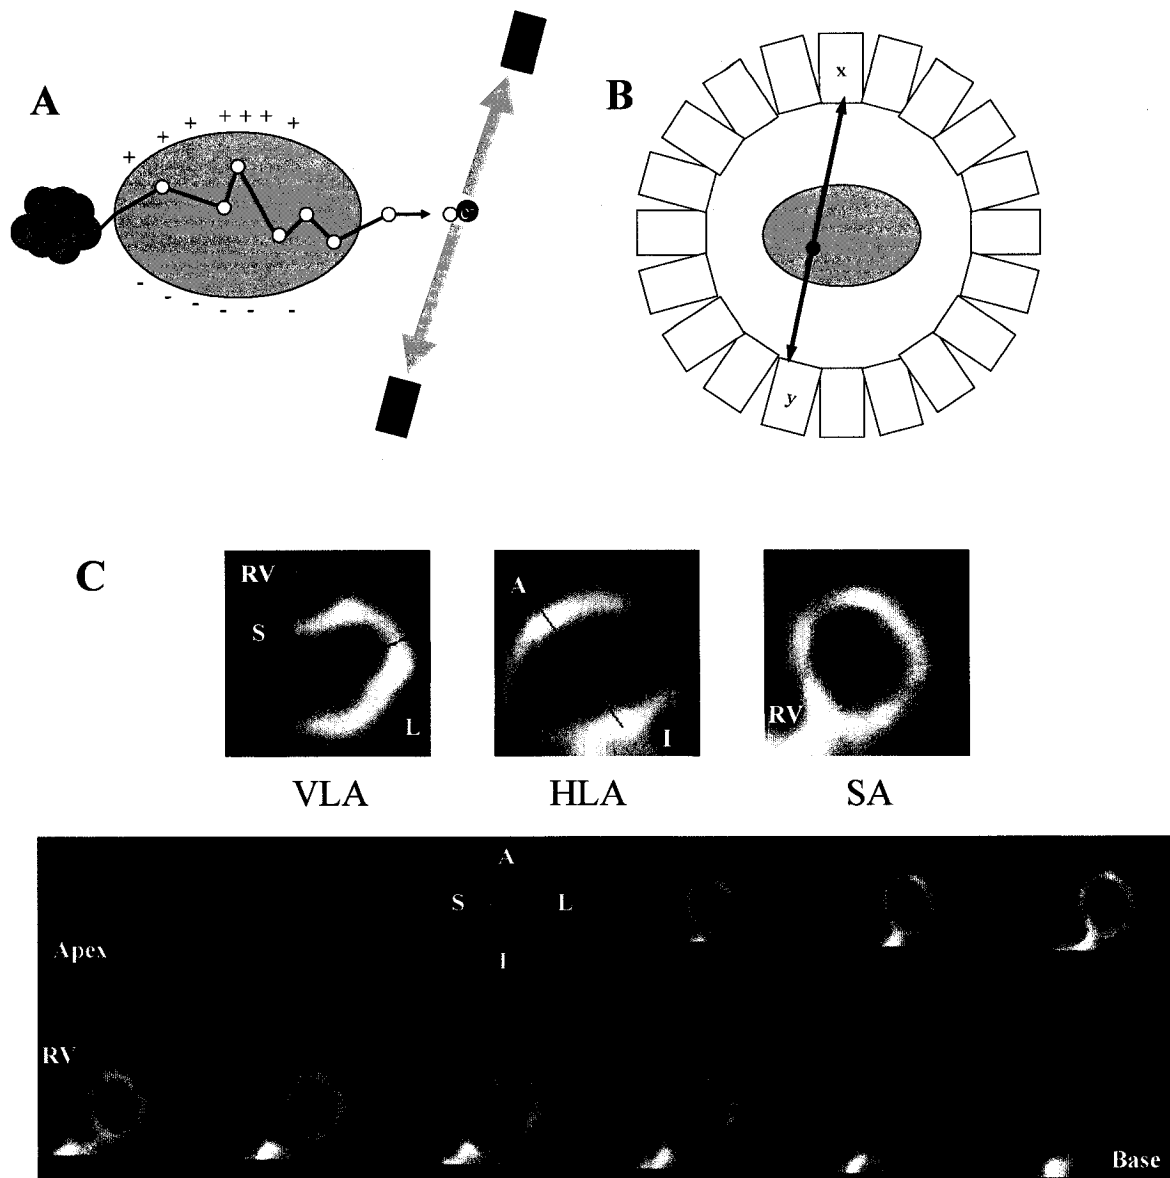 A
+ + + + + + +
- - - - - -
B
x
y
C
RV
S
L
A
I
RV
VLA
HLA
SA
A
S
L
I
Apex
RV
Base